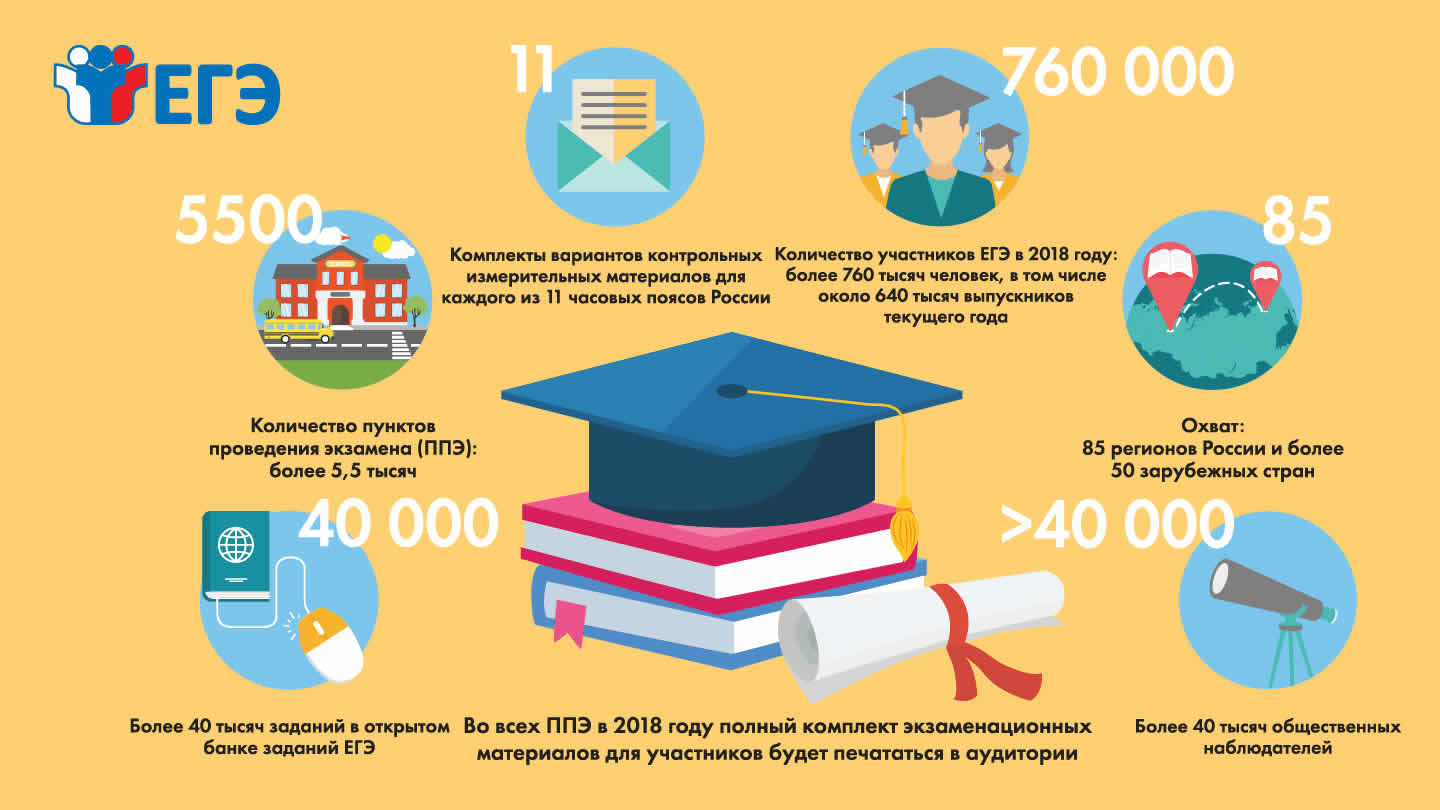 ЕГЭ
11
Комплекты вариантов контрольных
измерительных материалов для
каждого из 11 часовых поясов России
760 000
Количество участников ЕГЭ в 2018 году:
более 760 тысяч человек, в том числе
около 640 тысяч выпускников
текущего года
5500
Количество пунктов
проведения экзамена (ППЭ):
более 5,5 тысяч
85
Охват:
85 регионов России и более
50 зарубежных стран
40 000
Более 40 тысяч заданий в открытом
банке заданий ЕГЭ
Во всех ППЭ в 2018 году полный комплект экзаменационных
материалов для участников будет печататься в аудитории
>40 000
Более 40 тысяч общественных
наблюдателей